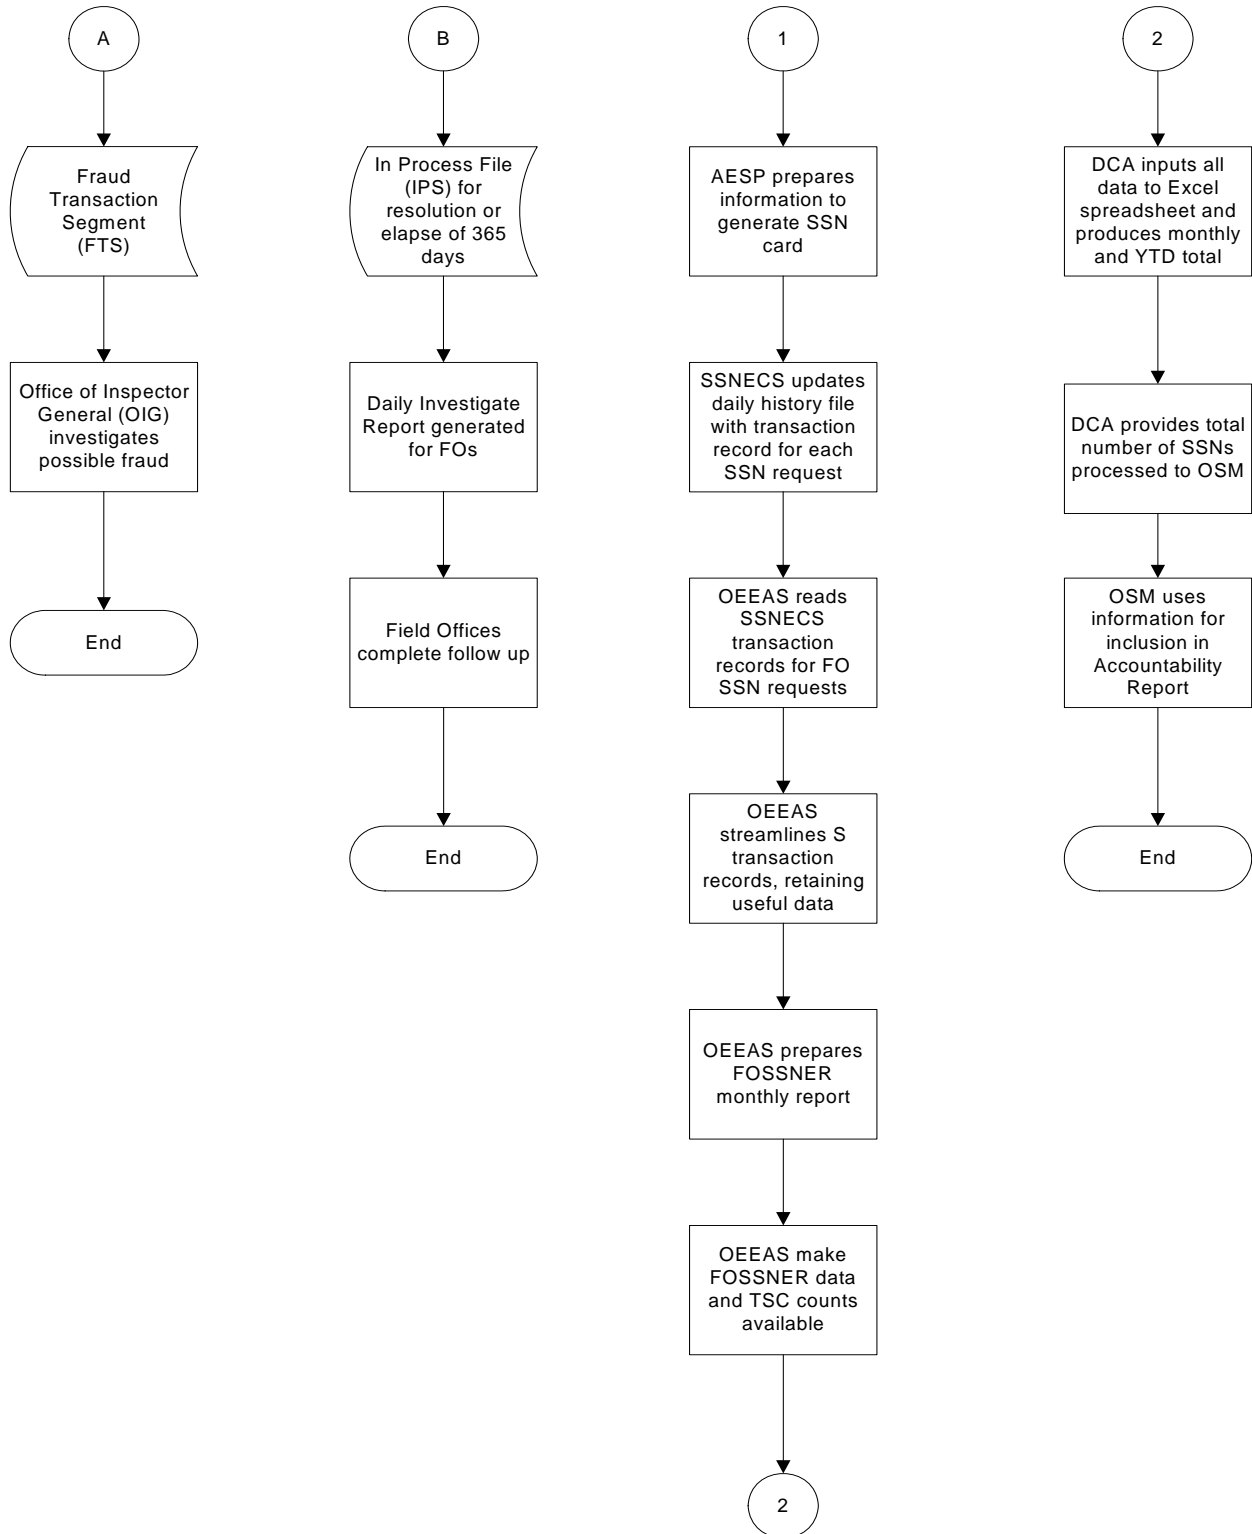 A
Fraud
Transaction
Segment
(FTS)
Office of Inspector
General (OIG)
investigates
possible fraud
End
B
In Process File
(IPS) for
resolution or
elapse of 365
days
Daily Investigate
Report generated
for FOs
Field Offices
complete follow up
End
1
AESP prepares
information to
generate SSN
card
SSNECS updates
daily history file
with transaction
record for each
SSN request
OEEAS reads
SSNECS
transaction
records for FO
SSN requests
OEEAS
streamlines S
transaction
records, retaining
useful data
OEEAS prepares
FOSSNER
monthly report
OEEAS make
FOSSNER data
and TSC counts
available
2
2
DCA inputs all
data to Excel
spreadsheet and
produces monthly
and YTD total
DCA provides total
number of SSNs
processed to OSM
OSM uses
information for
inclusion in
Accountability
Report
End